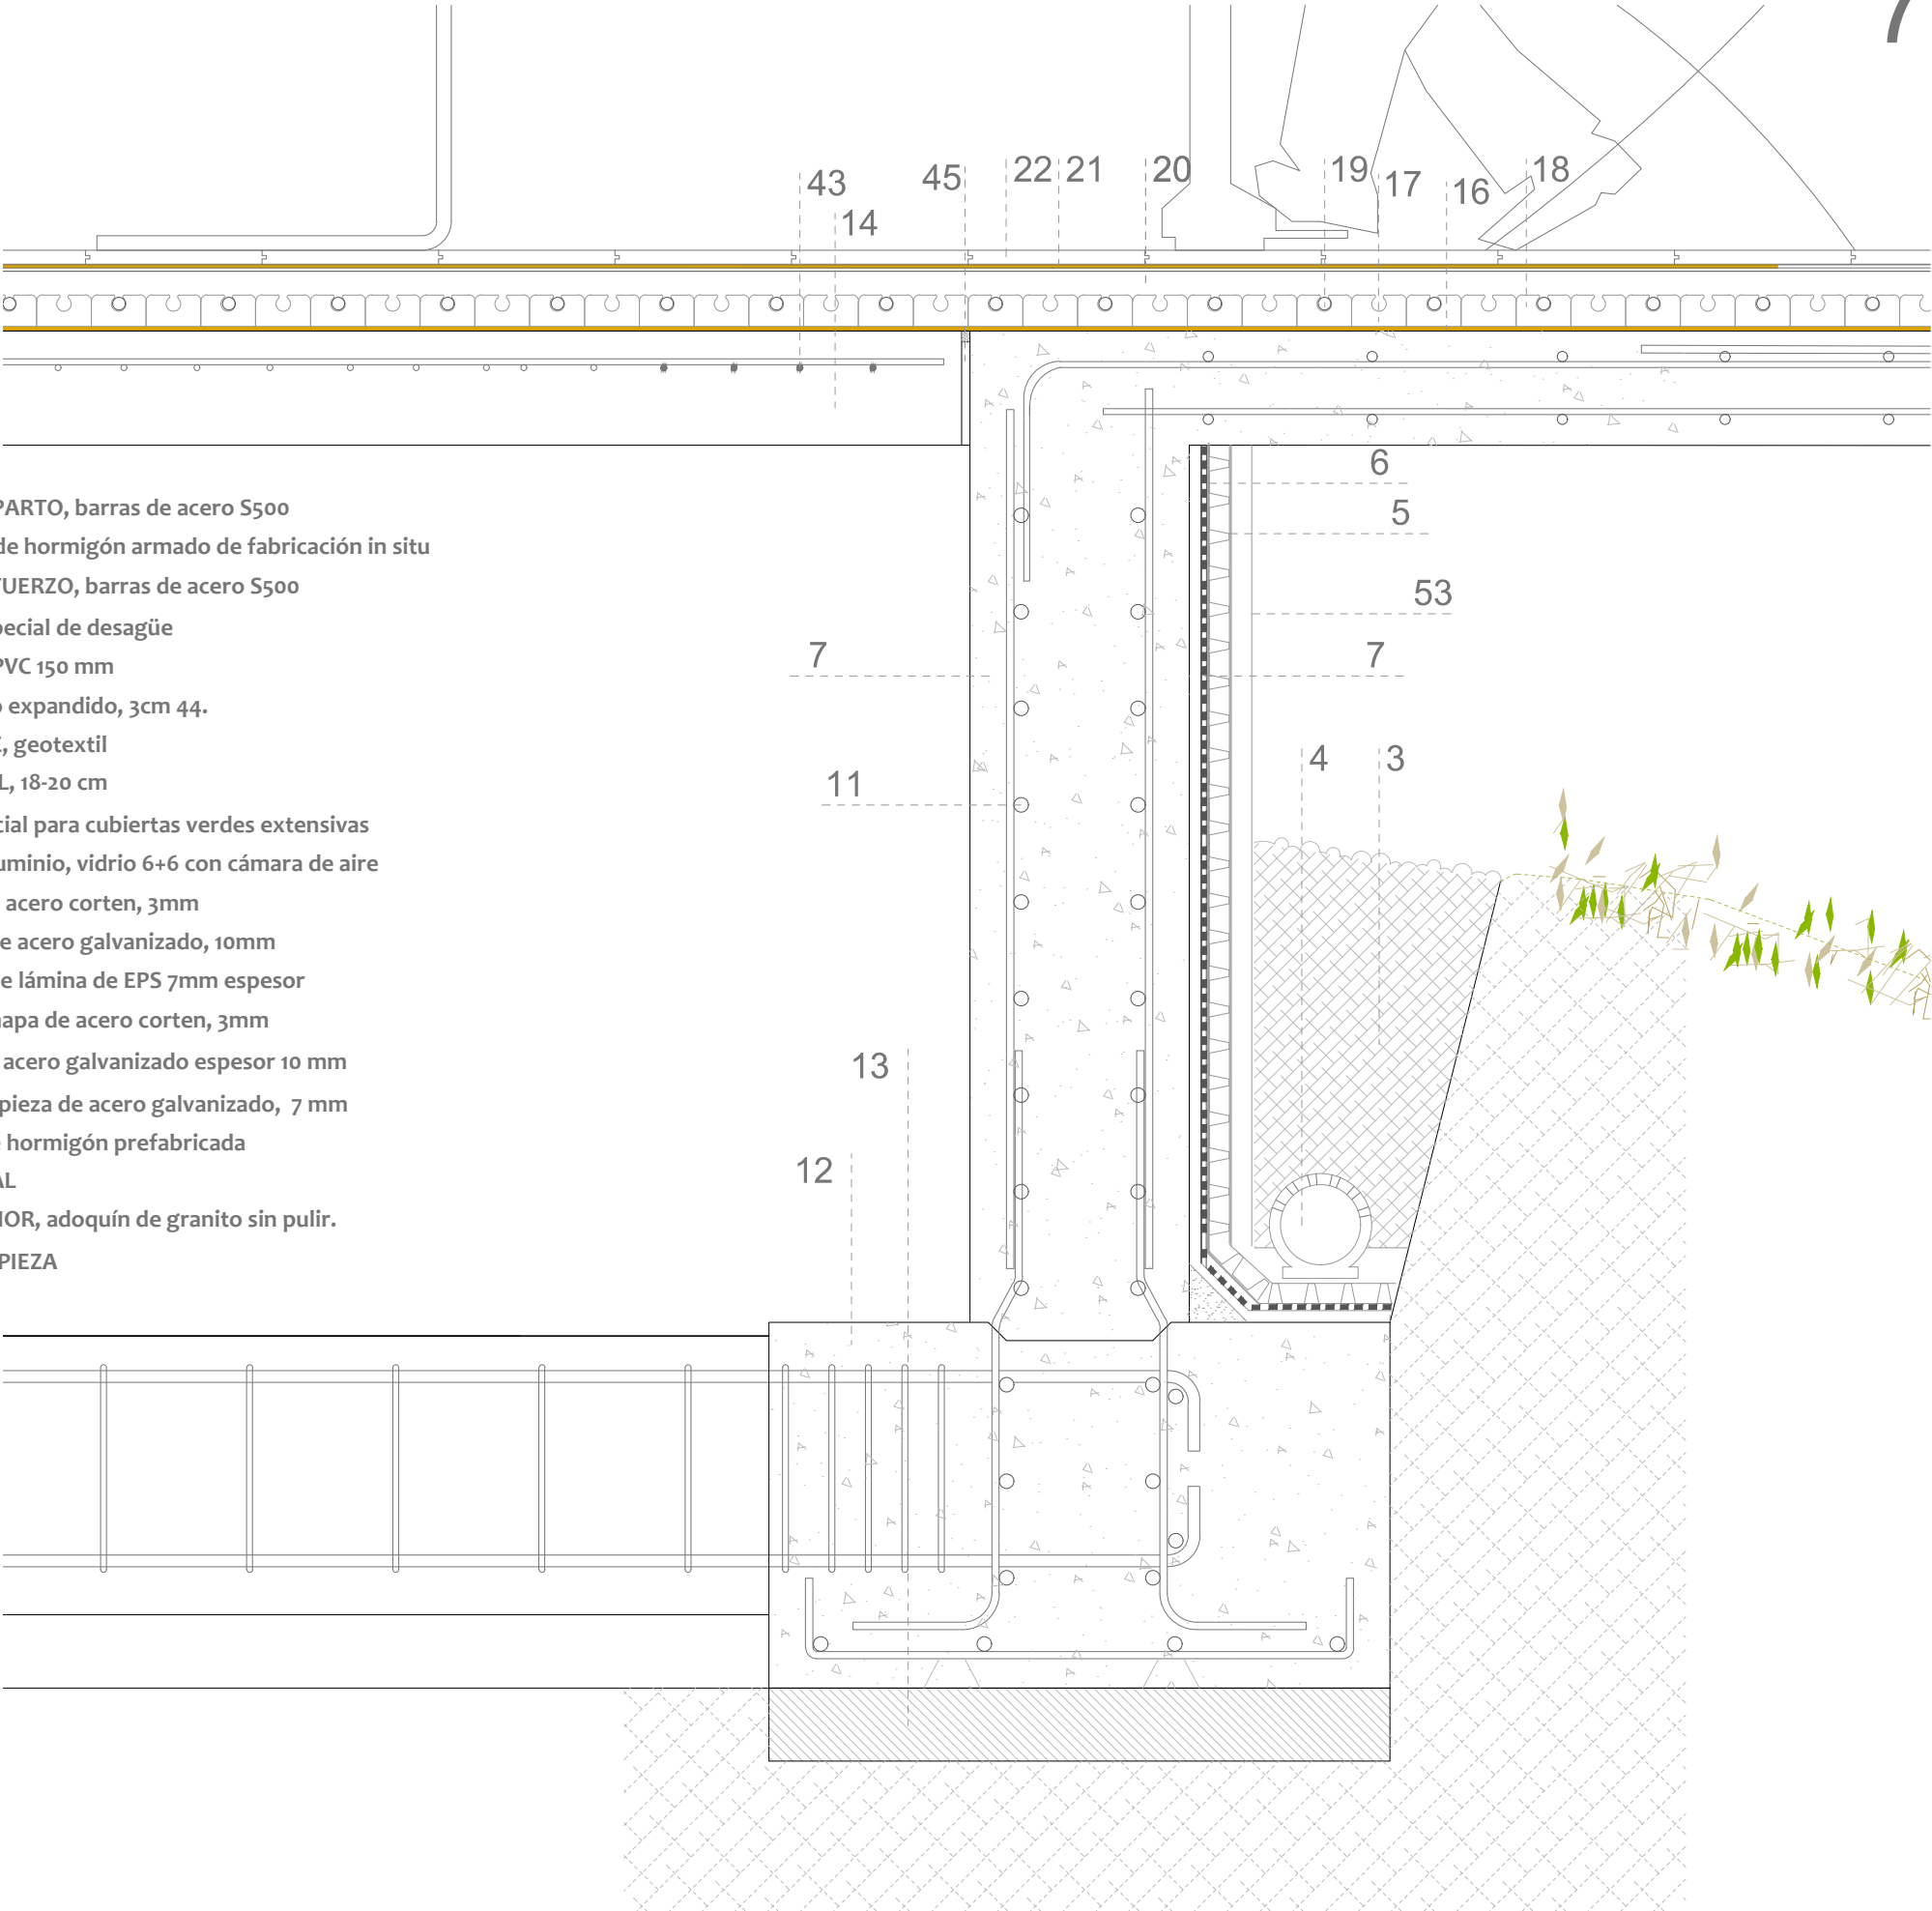 7
43
45
22
21
20
19
17
16
18
14
6
5
53
7
7
4
3
11
13
12
PARTO, barras de acero S500
de hormigón armado de fabricación in situ
UERZO, barras de acero S500
pecial de desagüe
PVC 150 mm
o expandido, 3cm 44.
, geotextil
L, 18-20 cm
cial para cubiertas verdes extensivas
uminio, vidrio 6+6 con cámara de aire
acero corten, 3mm
e acero galvanizado, 10mm
e lámina de EPS 7mm espesor
hapa de acero corten, 3mm
acero galvanizado espesor 10 mm
pieza de acero galvanizado, 7 mm
hormigón prefabricada
AL
IOR, adoquín de granito sin pulir.
PIEZA